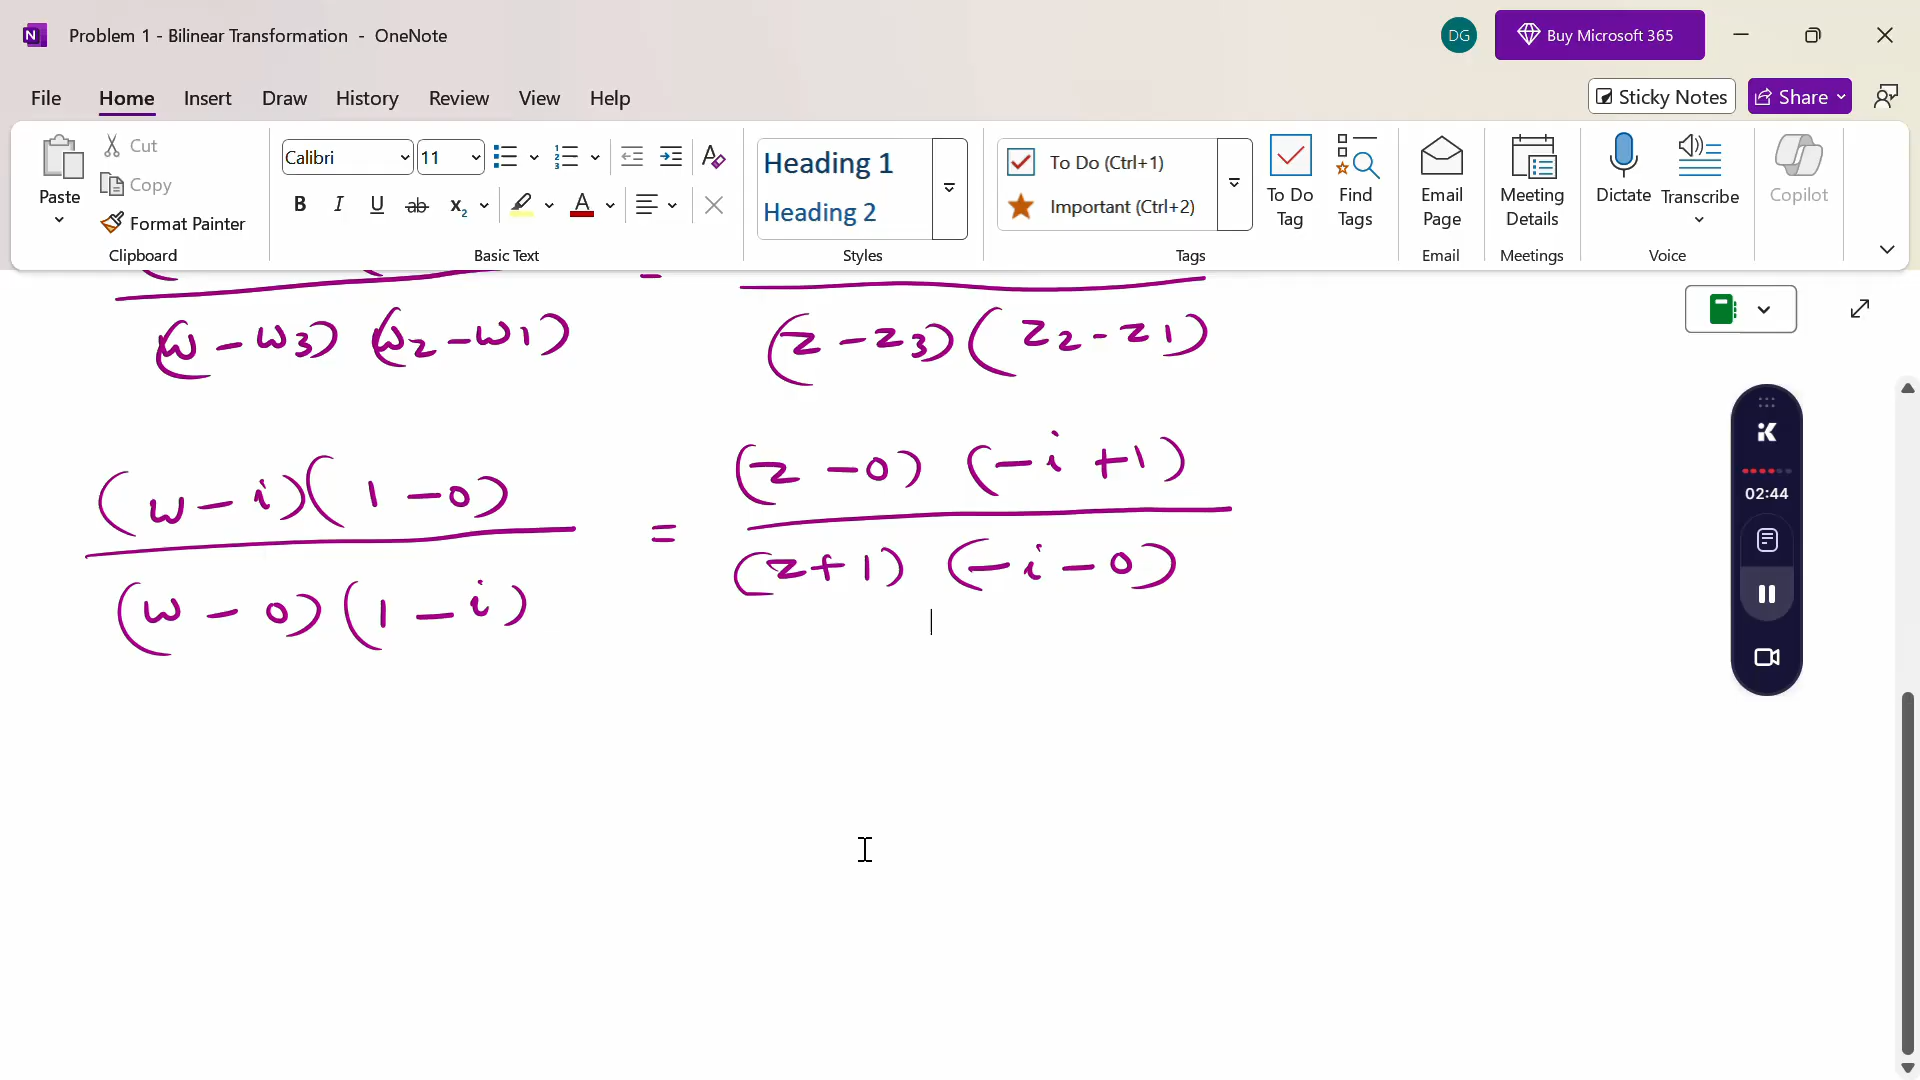 Problem 1 - Bilinear Transformation - OneNote
DG
Buy Microsoft 365
File Home Insert Draw History Review View Help
Sticky Notes
Share
Paste
Cut
Copy
Format Painter
Clipboard
Calibri 11
B I U ab x₂ A
Basic Text
Heading 1
Heading 2
Styles
To Do (Ctrl+1)
Important (Ctrl+2)
To Do Tag
Find Tags
Tags
Email Page
Email
Meeting Details
Meetings
Dictate
Transcribe
Voice
Copilot
=
(w - w3) (w2 - w1) (z - z3) (z2 - z1)
(w - i)(1 - 0) = (z - 0) (-i + 1)
(w - 0)(1 - i) (z + 1) (-i - 0)
02:44